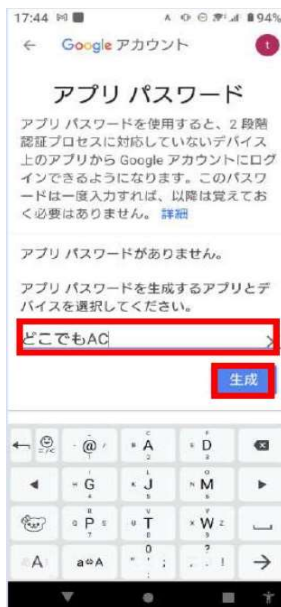 17:44 94%
← Google アカウント t
アプリ パスワード
アプリ パスワードを使用すると、2 段階
認証プロセスに対応していないデバイス
上のアプリから Google アカウントにログ
インできるようになります。このパスワ
ードは一度入力すれば、以降は覚えてお
く必要はありません。 詳細
アプリ パスワードがありません。
アプリ パスワードを生成するアプリとデ
バイスを選択してください。
どこでもAC
生成
@ A D
G J M
P T W
A a⇔A